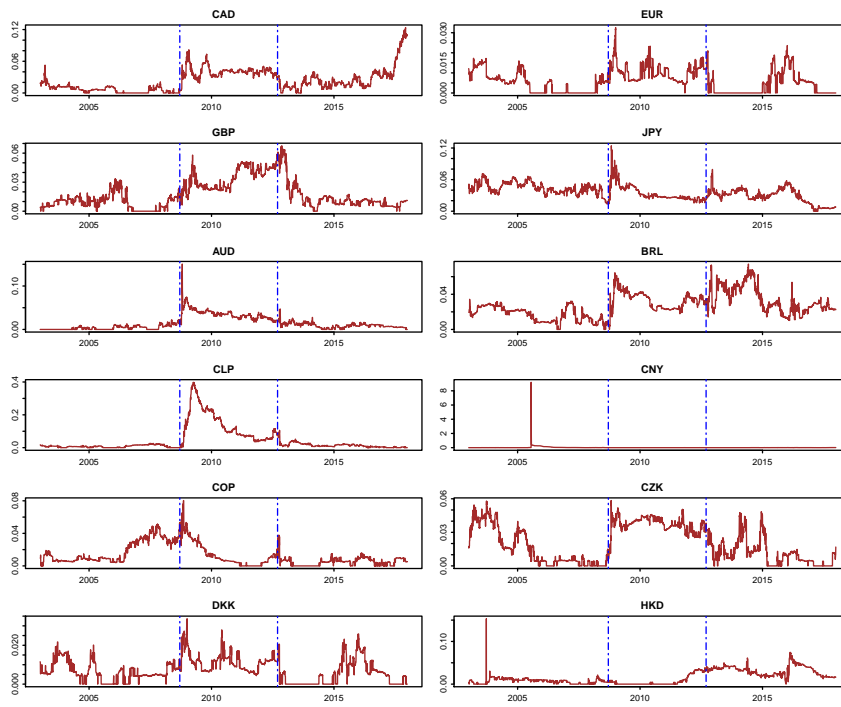 CAD
0.00 0.06 0.12
2005 2010 2015
EUR
0.000 0.015 0.030
2005 2010 2015
GBP
0.00 0.03 0.06
2005 2010 2015
JPY
0.00 0.06 0.12
2005 2010 2015
AUD
0.00 0.10
2005 2010 2015
BRL
0.00 0.04
2005 2010 2015
CLP
0.0 0.2 0.4
2005 2010 2015
CNY
0 2 4 6 8
2005 2010 2015
COP
0.00 0.04 0.08
2005 2010 2015
CZK
0.00 0.03 0.06
2005 2010 2015
DKK
0.000 0.020
2005 2010 2015
HKD
0.00 0.10
2005 2010 2015